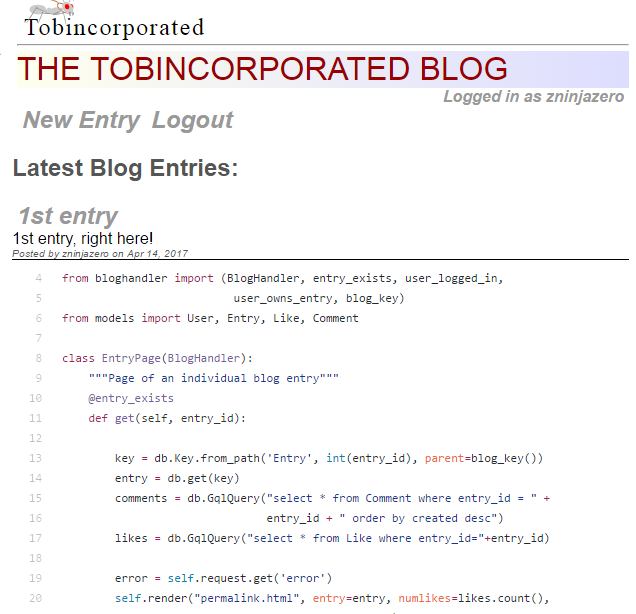 Tobincorporated
THE TOBINCORPORATED BLOG
Logged in as zninjazero
New Entry Logout
Latest Blog Entries:
1st entry
1st entry, right here!
Posted by zninjazero on Apr 14, 2017
4 from bloghandler import (BlogHandler, entry_exists, user_logged_in,
5 user_owns_entry, blog_key)
6 from models import User, Entry, Like, Comment
7
8 class EntryPage(BlogHandler):
9 """Page of an individual blog entry"""
10 @entry_exists
11 def get(self, entry_id):
12
13 key = db.Key.from_path('Entry', int(entry_id), parent=blog_key())
14 entry = db.get(key)
15 comments = db.GqlQuery("select * from Comment where entry_id = " +
16 entry_id + " order by created desc")
17 likes = db.GqlQuery("select * from Like where entry_id="+entry_id)
18
19 error = self.request.get('error')
20 self.render("permalink.html", entry=entry, numlikes=likes.count(),